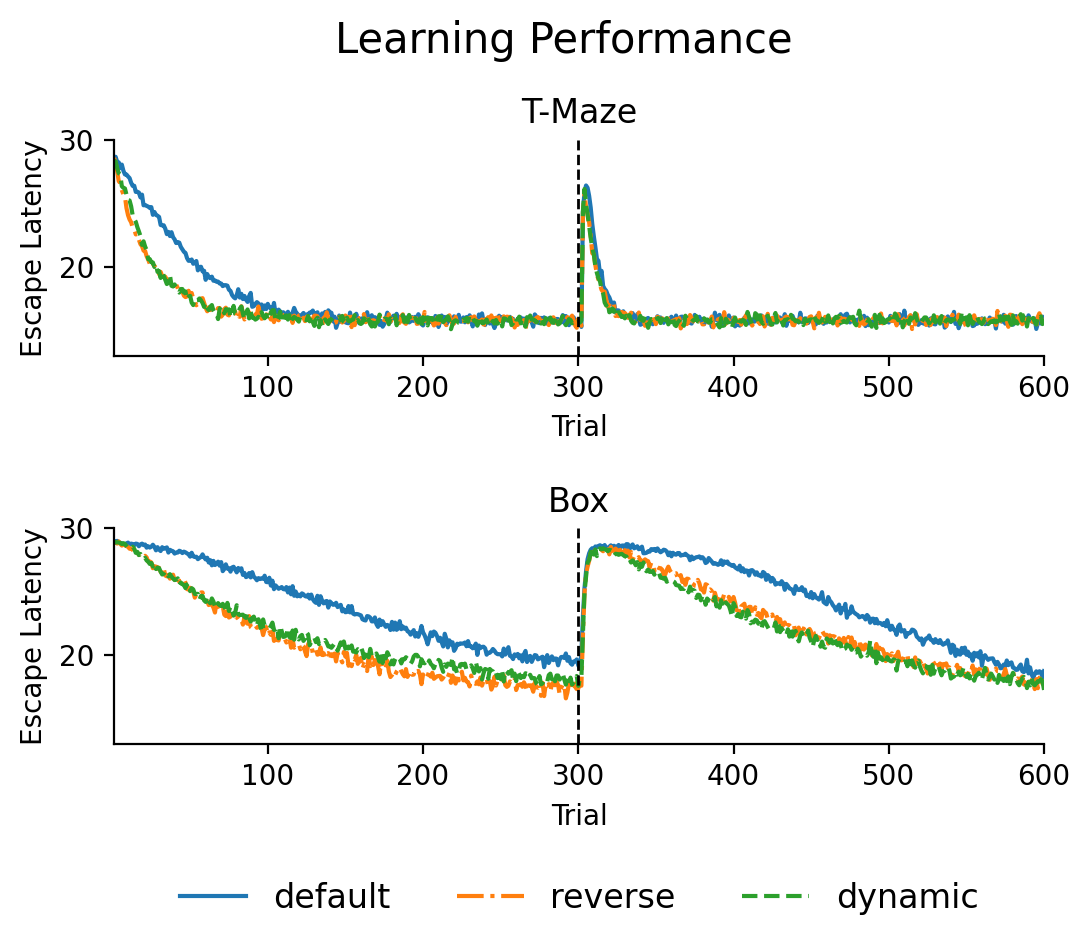 Learning Performance
T-Maze
Escape Latency
30
20
100 200 300 400 500 600
Trial
Box
Escape Latency
30
20
100 200 300 400 500 600
Trial
default reverse dynamic